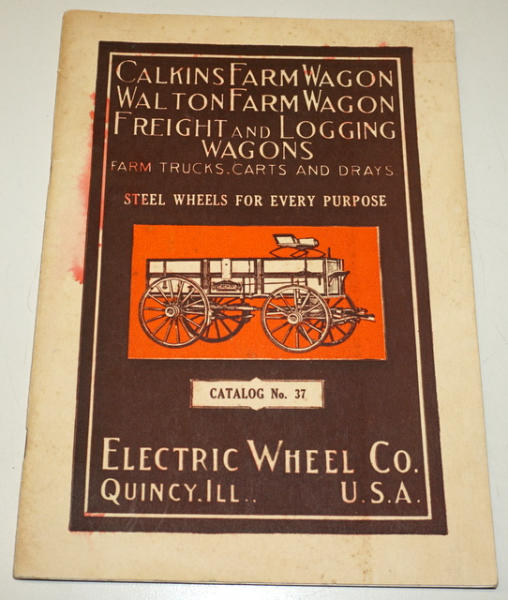 CALKINS FARM WAGON
WALTON FARM WAGON
FREIGHT AND LOGGING
WAGONS
FARM TRUCKS. CARTS AND DRAYS
STEEL WHEELS FOR EVERY PURPOSE
CATALOG No. 37
ELECTRIC WHEEL CO.
QUINCY. ILL.. U.S.A.